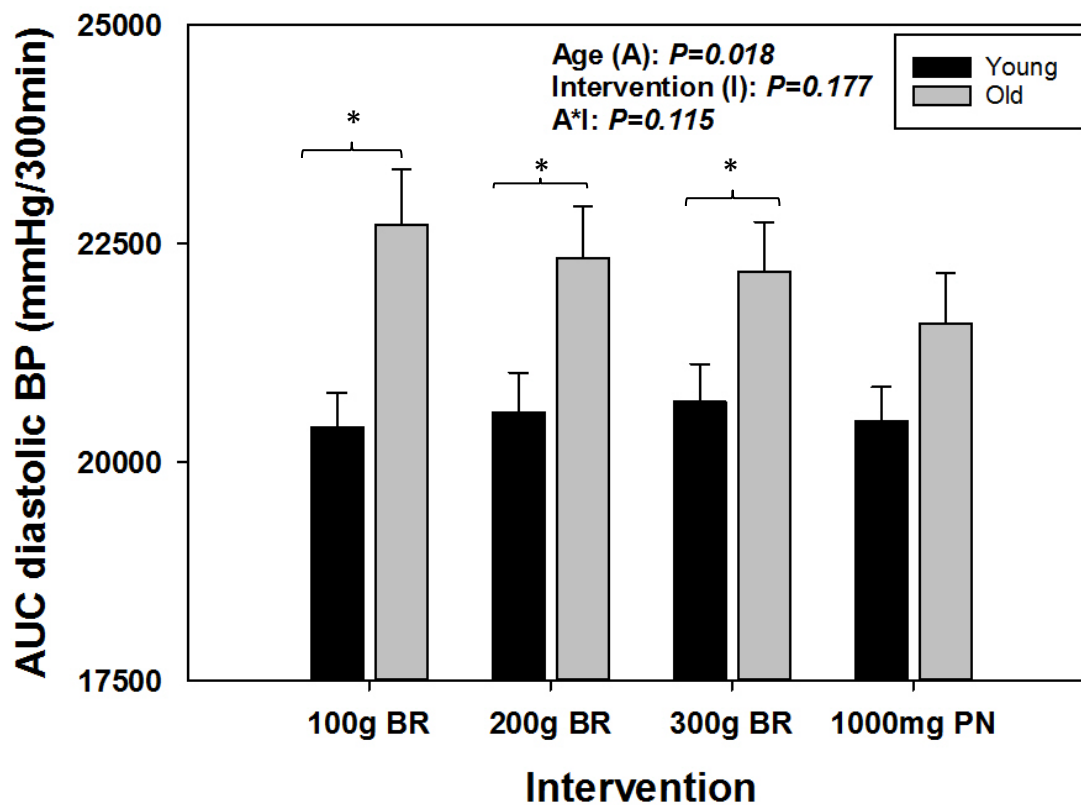 AUC diastolic BP (mmHg/300min)
25000
22500
20000
17500
Age (A): P=0.018
Intervention (I): P=0.177
A*I: P=0.115
Young
Old
*
*
*
100g BR
200g BR
300g BR
1000mg PN
Intervention